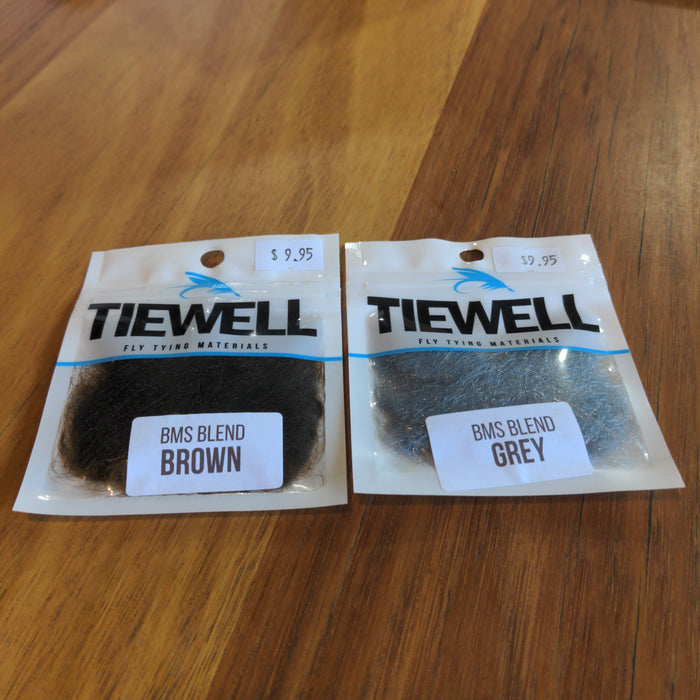 $ 9.95
TIEWELL
FLY TYING MATERIALS
BMS BLEND
BROWN
$9.95
TIEWELL
FLY TYING MATERIALS
BMS BLEND
GREY